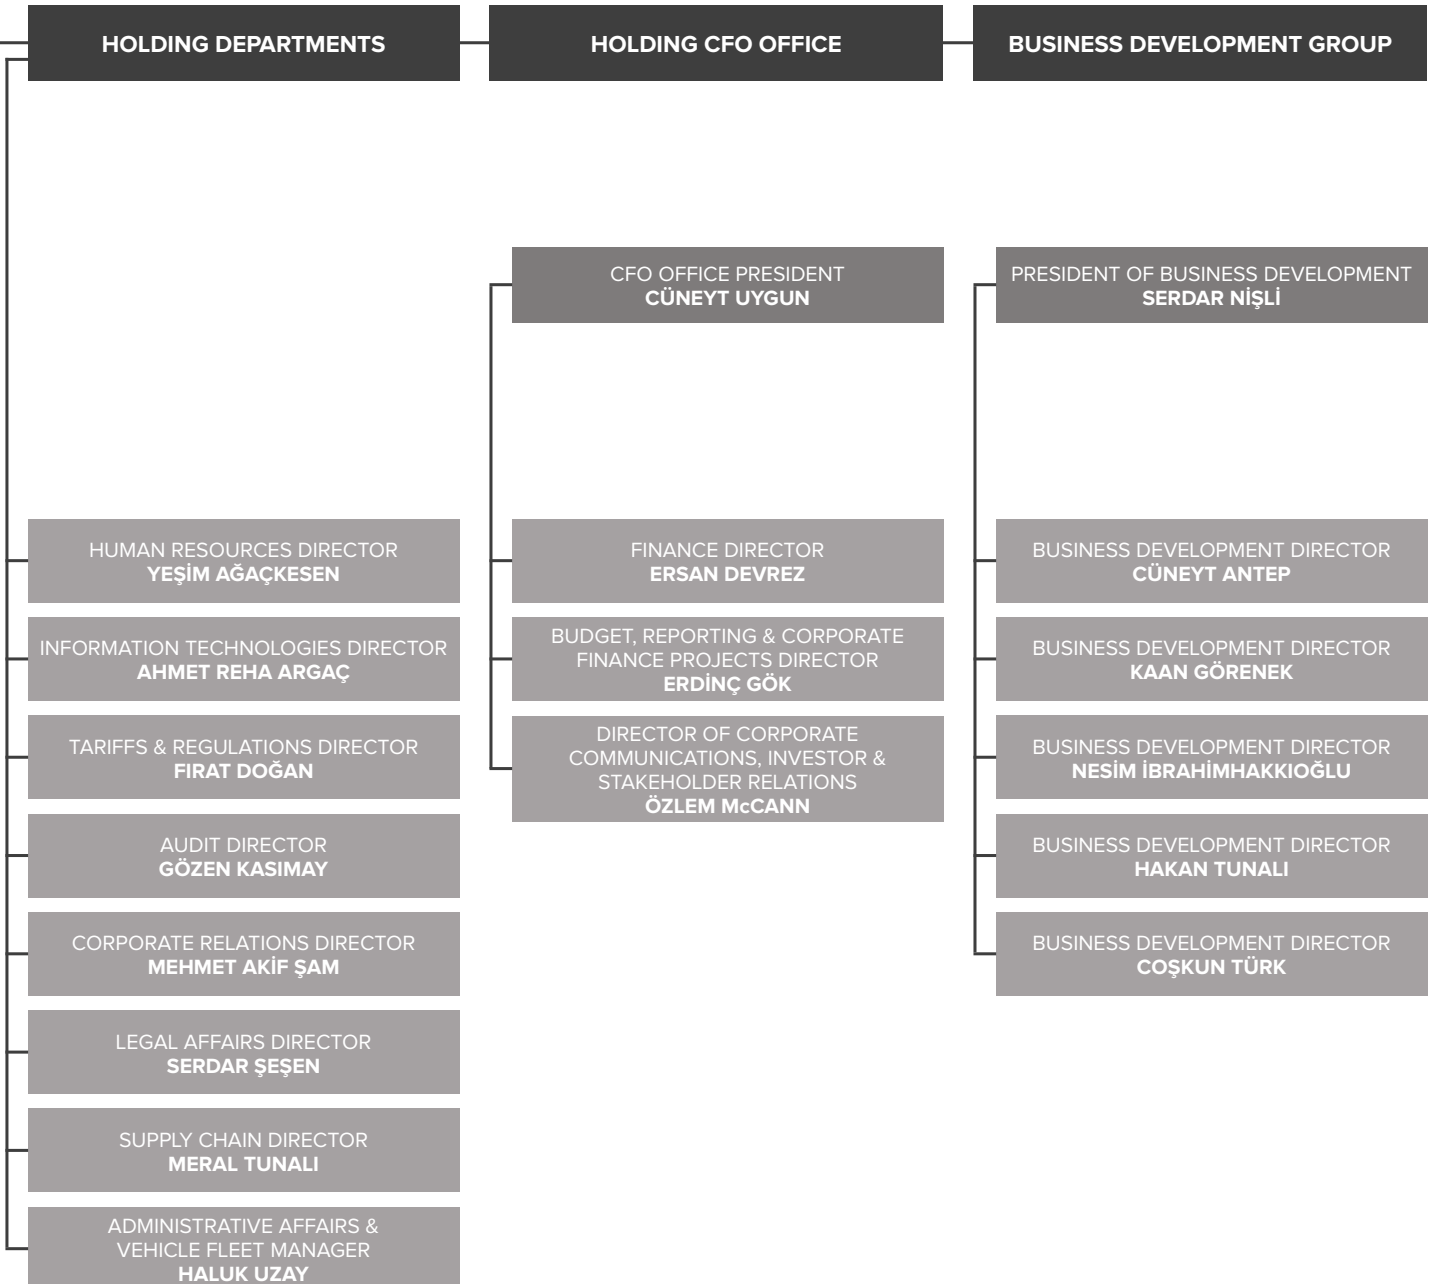 HOLDING DEPARTMENTS
HUMAN RESOURCES DIRECTOR
YEŞİM AĞAÇKESEN
INFORMATION TECHNOLOGIES DIRECTOR
AHMET REHA ARGAÇ
TARIFFS & REGULATIONS DIRECTOR
FIRAT DOĞAN
AUDIT DIRECTOR
GÖZEN KASIMAY
CORPORATE RELATIONS DIRECTOR
MEHMET AKİF ŞAM
LEGAL AFFAIRS DIRECTOR
SERDAR ŞEŞEN
SUPPLY CHAIN DIRECTOR
MERAL TUNALI
ADMINISTRATIVE AFFAIRS &
VEHICLE FLEET MANAGER
HALUK UZAY
HOLDING CFO OFFICE
CFO OFFICE PRESIDENT
CÜNEYT UYGUN
FINANCE DIRECTOR
ERSAN DEVREZ
BUDGET, REPORTING & CORPORATE
FINANCE PROJECTS DIRECTOR
ERDİNÇ GÖK
DIRECTOR OF CORPORATE
COMMUNICATIONS, INVESTOR &
STAKEHOLDER RELATIONS
ÖZLEM McCANN
BUSINESS DEVELOPMENT GROUP
PRESIDENT OF BUSINESS DEVELOPMENT
SERDAR NİŞLİ
BUSINESS DEVELOPMENT DIRECTOR
CÜNEYT ANTEP
BUSINESS DEVELOPMENT DIRECTOR
KAAN GÖRENEK
BUSINESS DEVELOPMENT DIRECTOR
NESİM İBRAHİMHAKKIOĞLU
BUSINESS DEVELOPMENT DIRECTOR
HAKAN TUNALI
BUSINESS DEVELOPMENT DIRECTOR
COŞKUN TÜRK